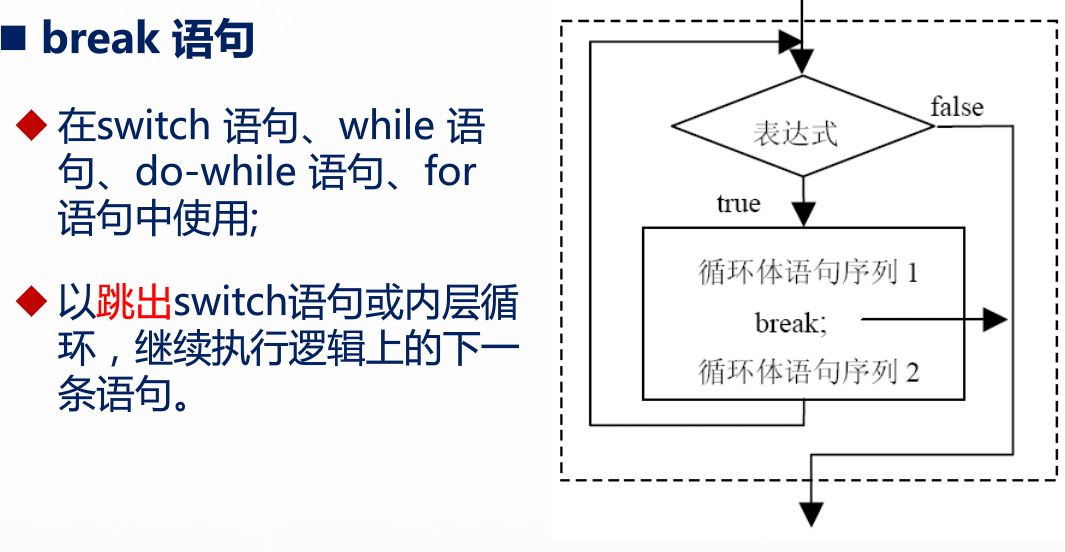 break 语句
在switch 语句、while 语
句、do-while 语句、for
语句中使用;
以跳出switch语句或内层循
环，继续执行逻辑上的下一
条语句。
表达式
false
true
循环体语句序列 1
break;
循环体语句序列 2